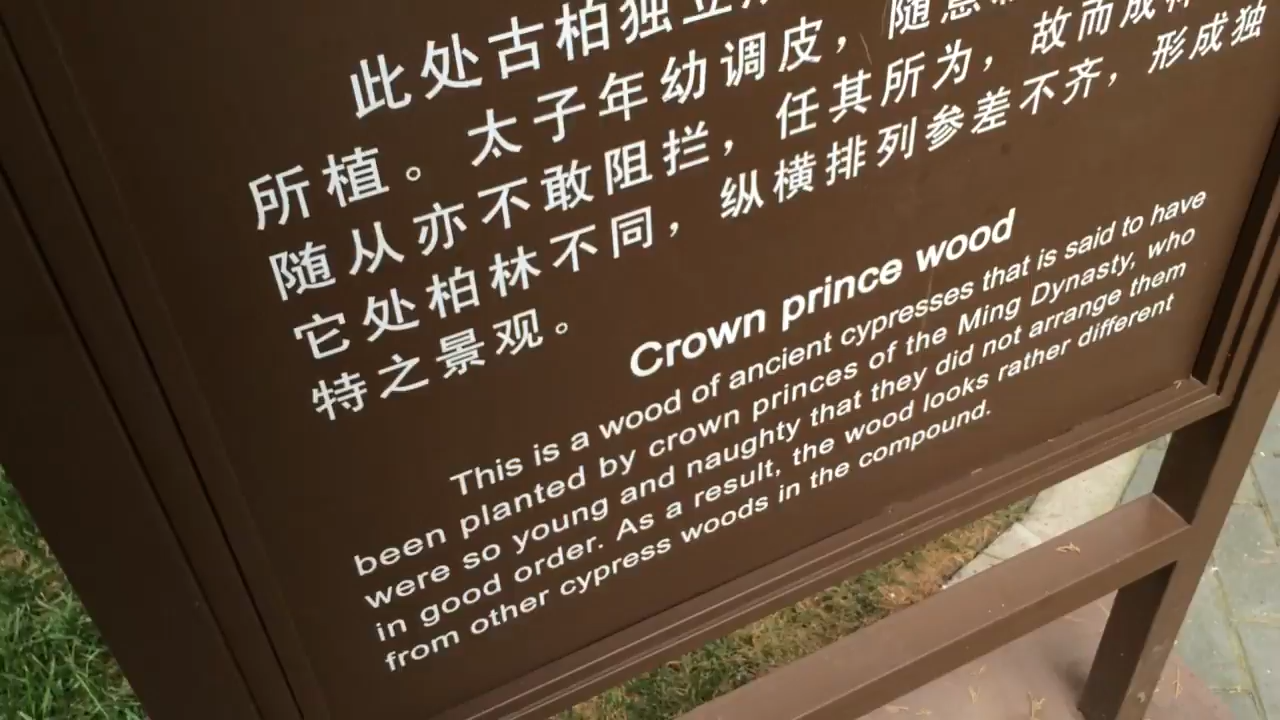 此处古柏独立
所植。太子年幼调皮，随意
随从亦不敢阻拦，任其所为，故而成
它处柏林不同，纵横排列参差不齐，形成独
特之景观。
Crown prince wood
This is a wood of ancient cypresses that is said to have
been planted by crown princes of the Ming Dynasty, who
were so young and naughty that they did not arrange them
in good order. As a result, the wood looks rather different
from other cypress woods in the compound.